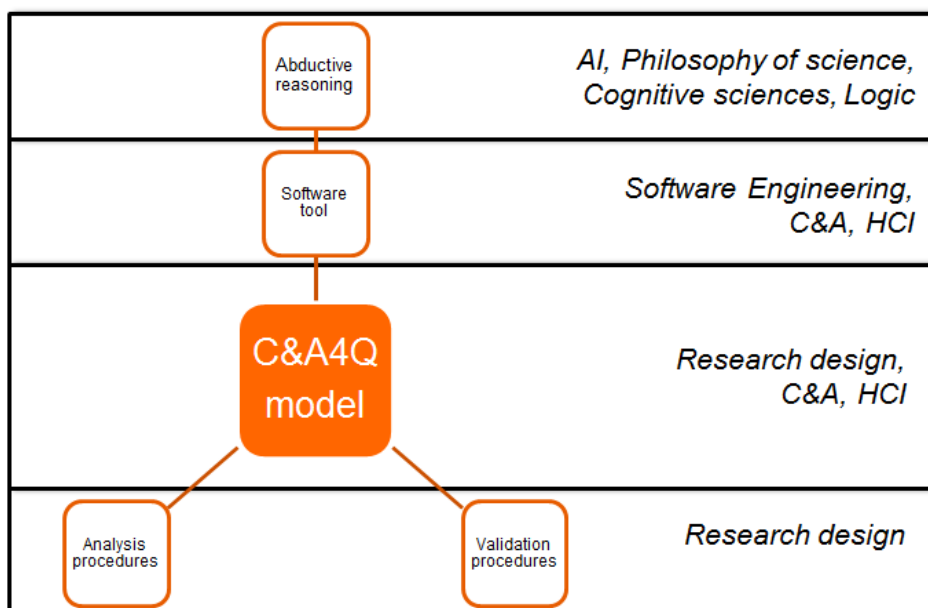 Abductive
reasoning
AI, Philosophy of science,
Cognitive sciences, Logic
Software
tool
Software Engineering,
C&A, HCI
C&A4Q
model
Research design,
C&A, HCI
Analysis
procedures
Validation
procedures
Research design